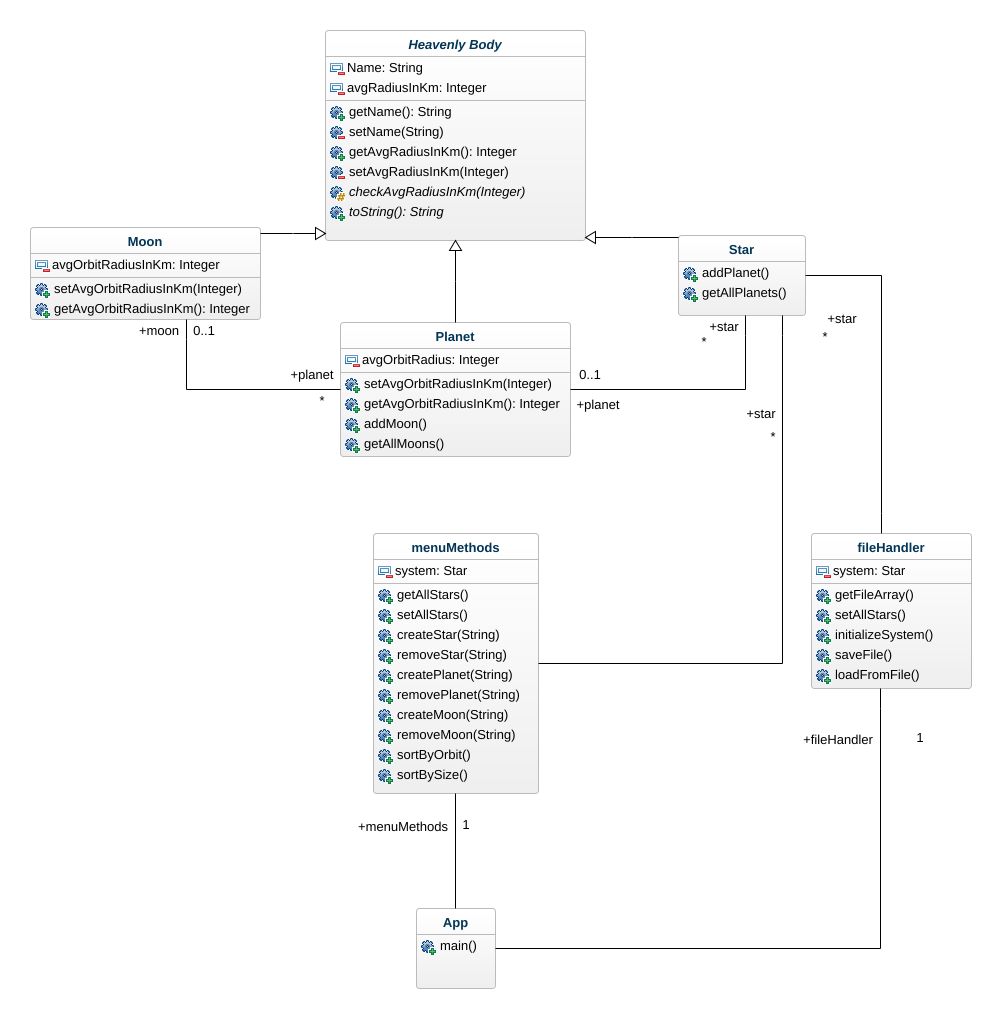 Heavenly Body
Name: String
avgRadiusInKm: Integer
getName(): String
setName(String)
getAvgRadiusInKm(): Integer
setAvgRadiusInKm(Integer)
checkAvgRadiusInKm(Integer)
toString(): String
Moon
avgOrbitRadiusInKm: Integer
setAvgOrbitRadiusInKm(Integer)
getAvgOrbitRadiusInKm(): Integer
+moon 0..1
Star
addPlanet()
getAllPlanets()
+star
*
+star
*
Planet
avgOrbitRadius: Integer
setAvgOrbitRadiusInKm(Integer)
getAvgOrbitRadiusInKm(): Integer
addMoon()
getAllMoons()
+planet
*
0..1
+planet
+star
*
menuMethods
system: Star
getAllStars()
setAllStars()
createStar(String)
removeStar(String)
createPlanet(String)
removePlanet(String)
createMoon(String)
removeMoon(String)
sortByOrbit()
sortBySize()
fileHandler
system: Star
getFileArray()
setAllStars()
initializeSystem()
saveFile()
loadFromFile()
+fileHandler 1
+menuMethods 1
App
main()